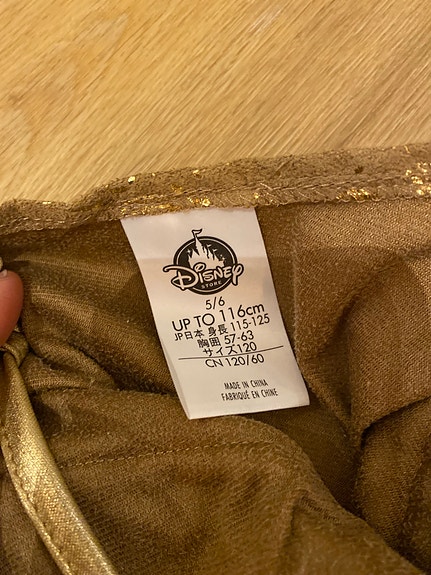 Disney
STORE
5/6
UP TO 116cm
JP日本 身長 115-125
胸囲 57-63
サイズ120
CN 120/60
MADE IN CHINA
FABRIQUÉ EN CHINE